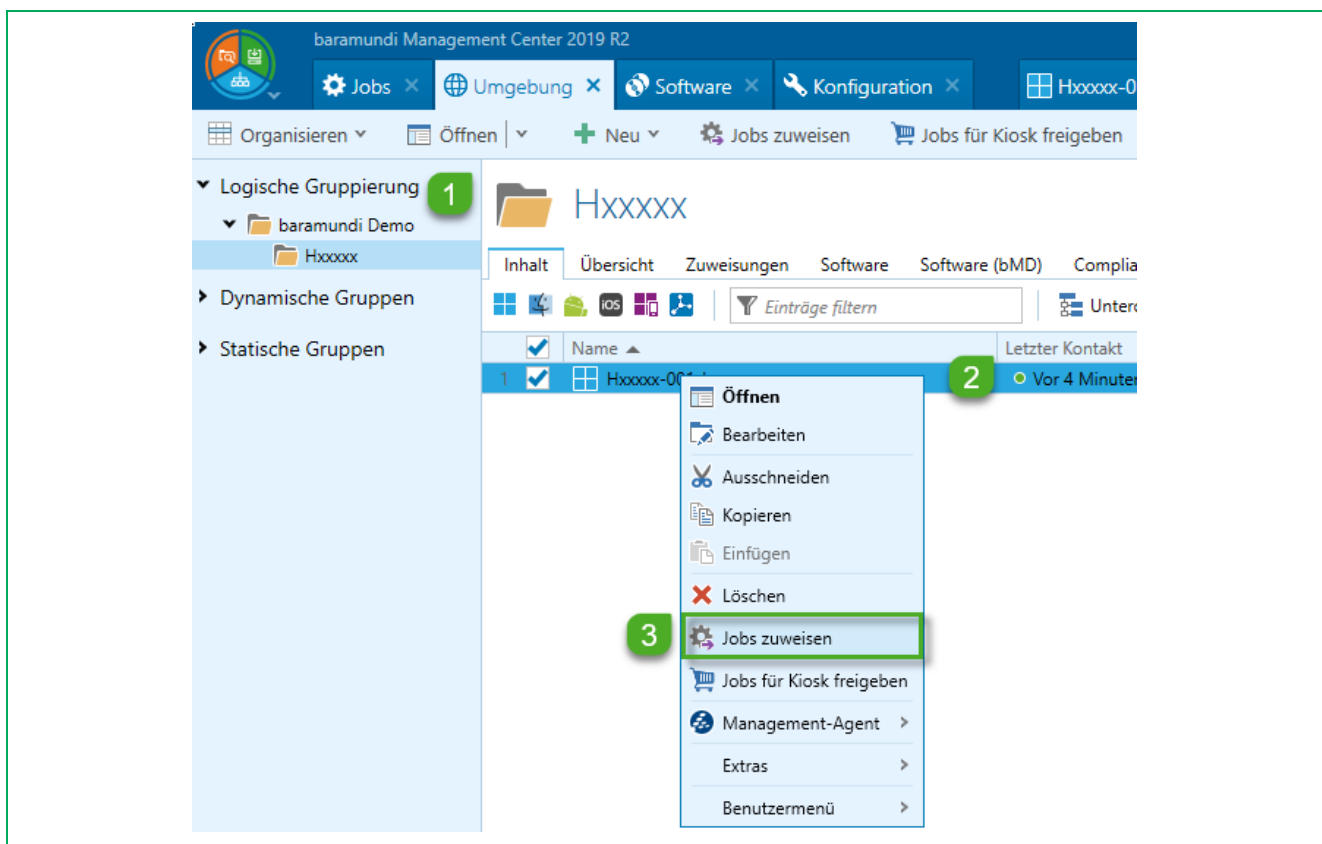 baramundi Management Center 2019 R2
Jobs Umgebung Software Konfiguration Hxxxxx-0
Organisieren Öffnen Neu Jobs zuweisen Jobs für Kiosk freigeben
Logische Gruppierung 1
baramundi Demo
Hxxxxx
Dynamische Gruppen
Statische Gruppen
Hxxxxx
Inhalt Übersicht Zuweisungen Software Software (bMD) Complia
iOS Einträge filtern Untero
Name Letzter Kontakt
1 Hxxxxx-001 2 Vor 4 Minuten
Öffnen
Bearbeiten
Ausschneiden
Kopieren
Einfügen
Löschen
3 Jobs zuweisen
Jobs für Kiosk freigeben
Management-Agent
Extras
Benutzermenü